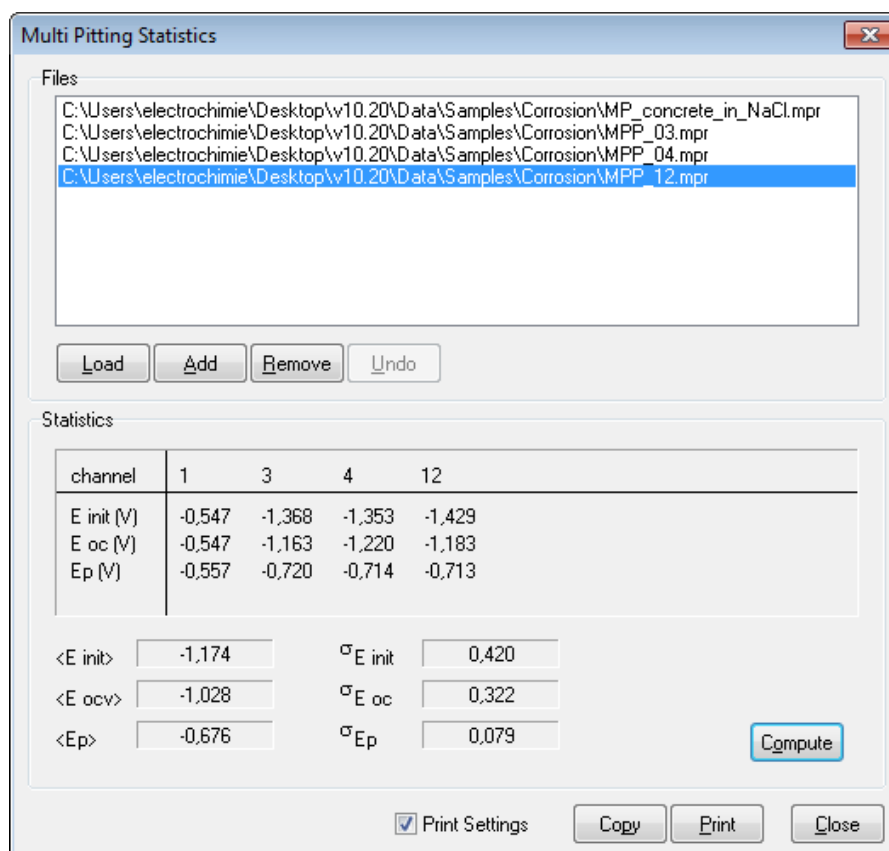 Multi Pitting Statistics
Files
C:\Users\electrochimie\Desktop\v10.20\Data\Samples\Corrosion\MP_concrete_in_NaCl.mpr
C:\Users\electrochimie\Desktop\v10.20\Data\Samples\Corrosion\MPP_03.mpr
C:\Users\electrochimie\Desktop\v10.20\Data\Samples\Corrosion\MPP_04.mpr
C:\Users\electrochimie\Desktop\v10.20\Data\Samples\Corrosion\MPP_12.mpr
Load Add Remove Undo
Statistics
channel 1 3 4 12
E init (V) -0,547 -1,368 -1,353 -1,429
E oc (V) -0,547 -1,163 -1,220 -1,183
Ep (V) -0,557 -0,720 -0,714 -0,713
<E init> -1,174 σE init 0,420
<E ocv> -1,028 σE oc 0,322
<Ep> -0,676 σEp 0,079
Compute
Print Settings Copy Print Close